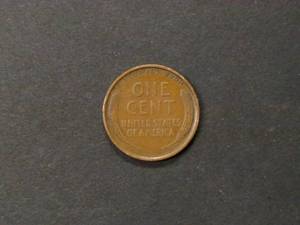 ONE
CENT
UNITED STATES
OF AMERICA